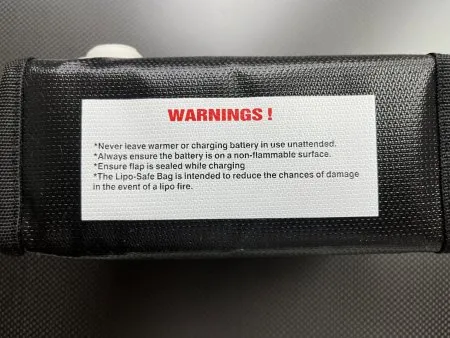 WARNINGS !
*Never leave warmer or charging battery in use unattended.
*Always ensure the battery is on a non-flammable surface.
*Ensure flap is sealed while charging
*The Lipo-Safe Bag is intended to reduce the chances of damage
in the event of a lipo fire.